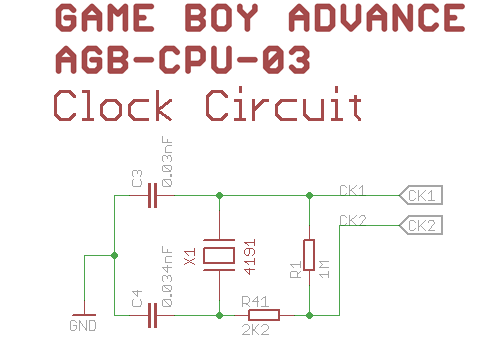 GAME BOY ADVANCE
AGB-CPU-03
Clock Circuit
C3
0.03nF
CK1
CK1
CK2
CK2
X1
4191
R1
1M
C4
0.034nF
R41
2K2
GND